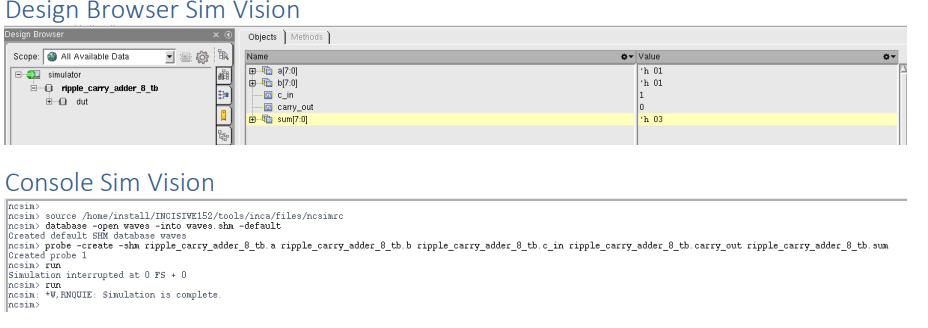 Design Browser Sim Vision
Design Browser
Scope: All Available Data
simulator
ripple_carry_adder_8_tb
dut
Objects Methods
Name Value
a[7:0] 'h 01
b[7:0] 'h 01
c_in 1
carry_out 0
sum[7:0] 'h 03
Console Sim Vision
ncsim>
ncsim> source /home/install/INCISIVE152/tools/inca/files/ncsimrc
ncsim> database -open waves -into waves.shm -default
Created default SHM database waves
ncsim> probe -create -shm ripple_carry_adder_8_tb.a ripple_carry_adder_8_tb.b ripple_carry_adder_8_tb.c_in ripple_carry_adder_8_tb.carry_out ripple_carry_adder_8_tb.sum
Created probe 1
ncsim> run
Simulation interrupted at 0 FS + 0
ncsim> run
ncsim: *W,RNQUIE: Simulation is complete.
ncsim>